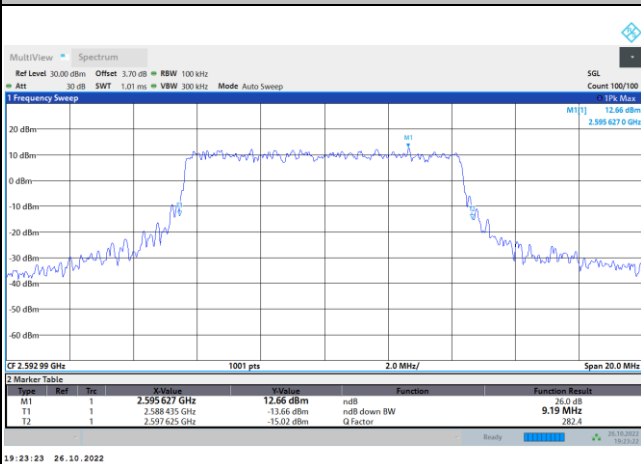 MultiView Spectrum
Ref Level 30.00 dBm Offset 3.70 dB RBW 100 kHz SGL
Att 30 dB SWT 1.01 ms VBW 300 kHz Mode Auto Sweep Count 100/100
1 Frequency Sweep 1Pk Max
M1[1] 12.66 dBm
2.595 627 0 GHz
M1
20 dBm
10 dBm
0 dBm
-10 dBm
-20 dBm
-30 dBm
-40 dBm
-50 dBm
-60 dBm
CF 2.592 99 GHz 1001 pts 2.0 MHz/ Span 20.0 MHz
2 Marker Table
Type Ref Trc X-Value Y-Value Function Function Result
M1 1 2.595 627 GHz 12.66 dBm ndB 26.0 dB
T1 1 2.588 435 GHz -13.66 dBm ndB down BW 9.19 MHz
T2 1 2.597 625 GHz -15.02 dBm Q Factor 282.4
Ready 26.10.2022
19:23:22
19:23:23 26.10.2022